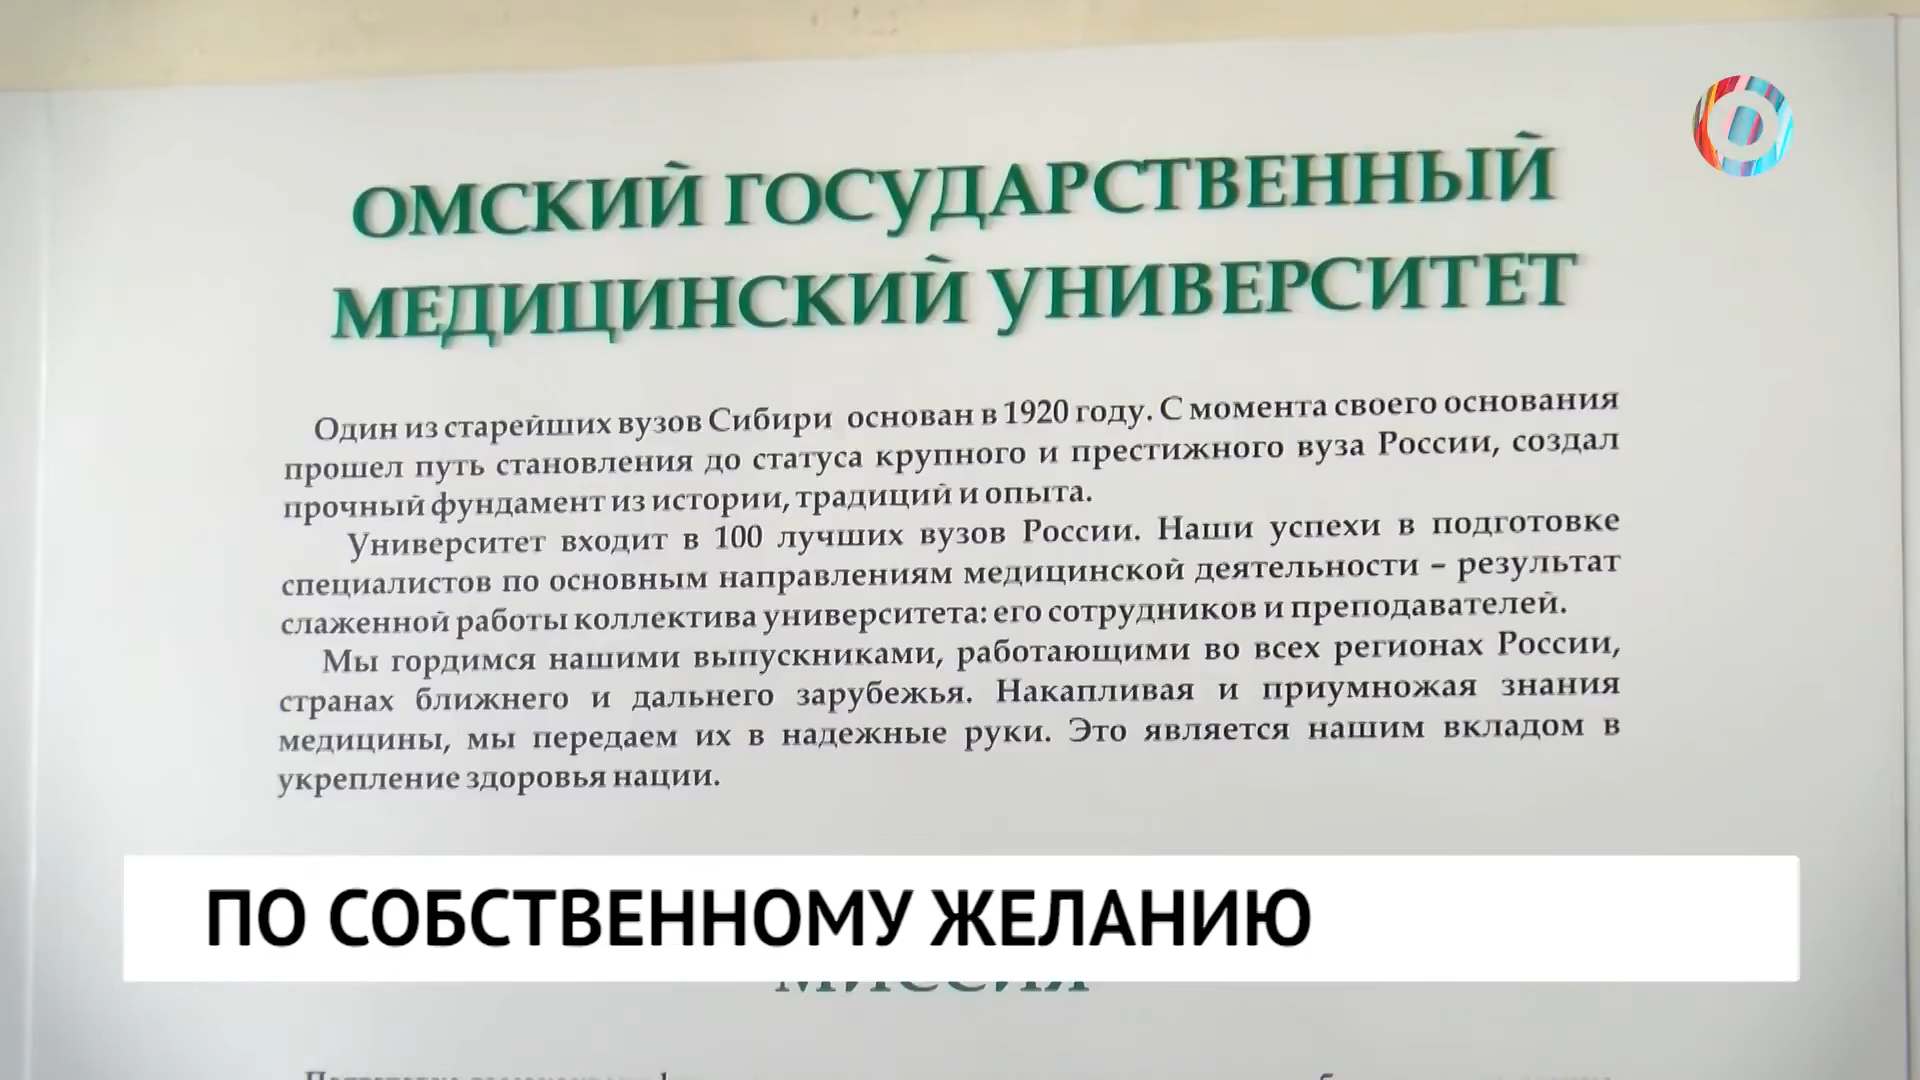 ОМСКИЙ ГОСУДАРСТВЕННЫЙ
МЕДИЦИНСКИЙ УНИВЕРСИТЕТ
Один из старейших вузов Сибири основан в 1920 году. С момента своего основания
прошел путь становления до статуса крупного и престижного вуза России, создал
прочный фундамент из истории, традиций и опыта.
Университет входит в 100 лучших вузов России. Наши успехи в подготовке
специалистов по основным направлениям медицинской деятельности – результат
слаженной работы коллектива университета: его сотрудников и преподавателей.
Мы гордимся нашими выпускниками, работающими во всех регионах России,
странах ближнего и дальнего зарубежья. Накапливая и приумножая знания
медицины, мы передаем их в надежные руки. Это является нашим вкладом в
укрепление здоровья нации.
ПО СОБСТВЕННОМУ ЖЕЛАНИЮ
МИССИЯ